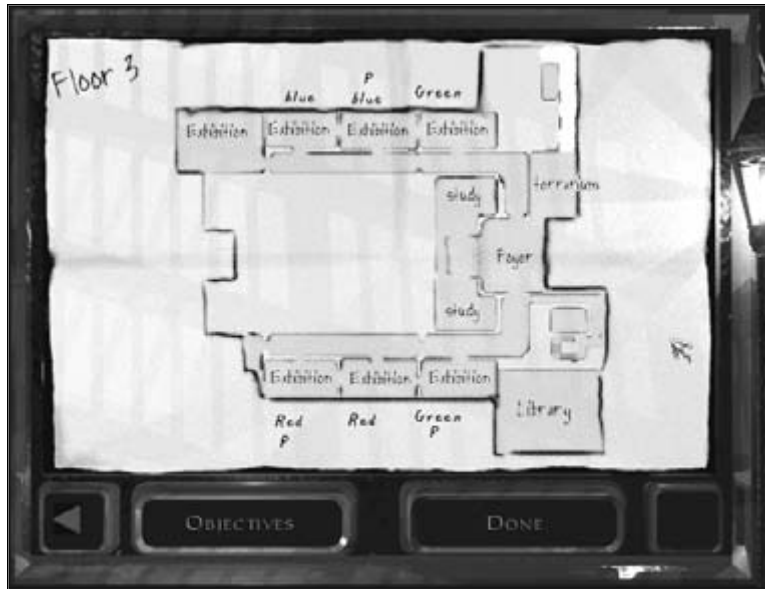 Floor 3
P
blue blue Green
Exhibition Exhibition Exhibition Exhibition
study terrarium
Foyer
study
Exhibition Exhibition Exhibition
Library
Red Red Green
P P
OBJECTIVES DONE